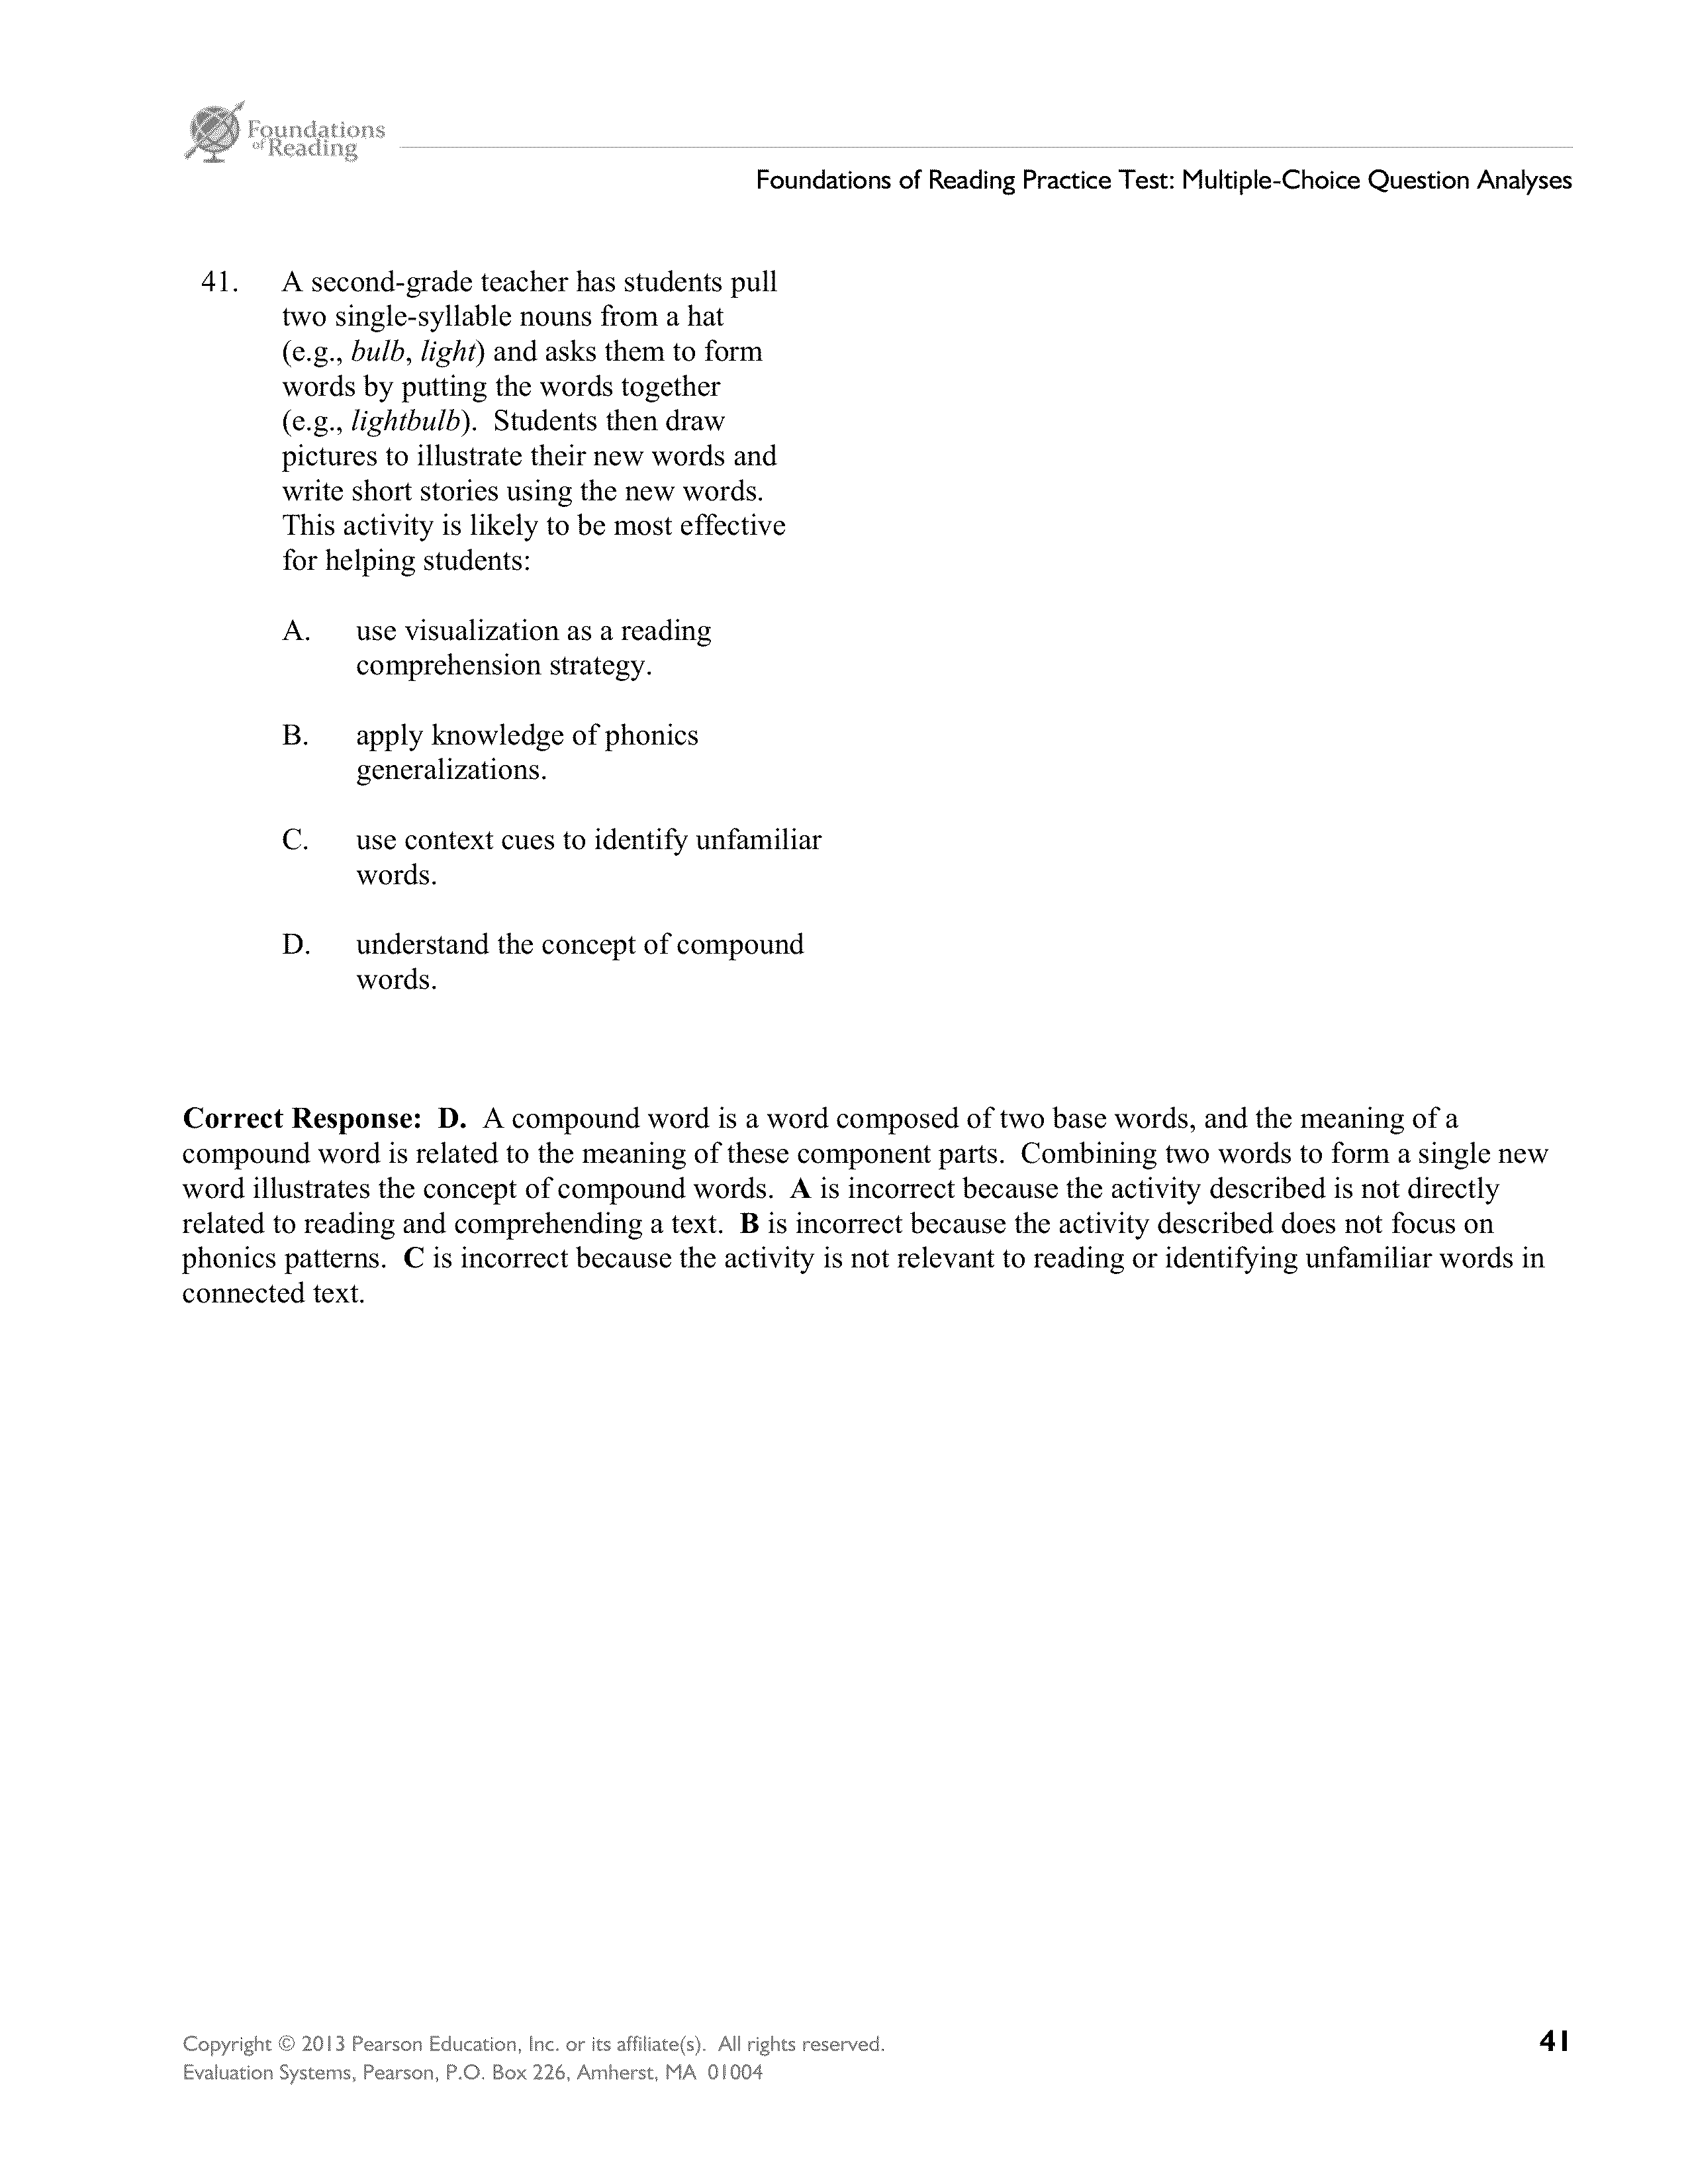 Foundations
of Reading
Foundations of Reading Practice Test: Multiple-Choice Question Analyses
41. A second-grade teacher has students pull
two single-syllable nouns from a hat
(e.g., bulb, light) and asks them to form
words by putting the words together
(e.g., lightbulb). Students then draw
pictures to illustrate their new words and
write short stories using the new words.
This activity is likely to be most effective
for helping students:
A. use visualization as a reading
comprehension strategy.
B. apply knowledge of phonics
generalizations.
C. use context cues to identify unfamiliar
words.
D. understand the concept of compound
words.
Correct Response: D. A compound word is a word composed of two base words, and the meaning of a
compound word is related to the meaning of these component parts. Combining two words to form a single new
word illustrates the concept of compound words. A is incorrect because the activity described is not directly
related to reading and comprehending a text. B is incorrect because the activity described does not focus on
phonics patterns. C is incorrect because the activity is not relevant to reading or identifying unfamiliar words in
connected text.
Copyright © 2013 Pearson Education, Inc. or its affiliate(s). All rights reserved.
Evaluation Systems, Pearson, P.O. Box 226, Amherst, MA 01004
41